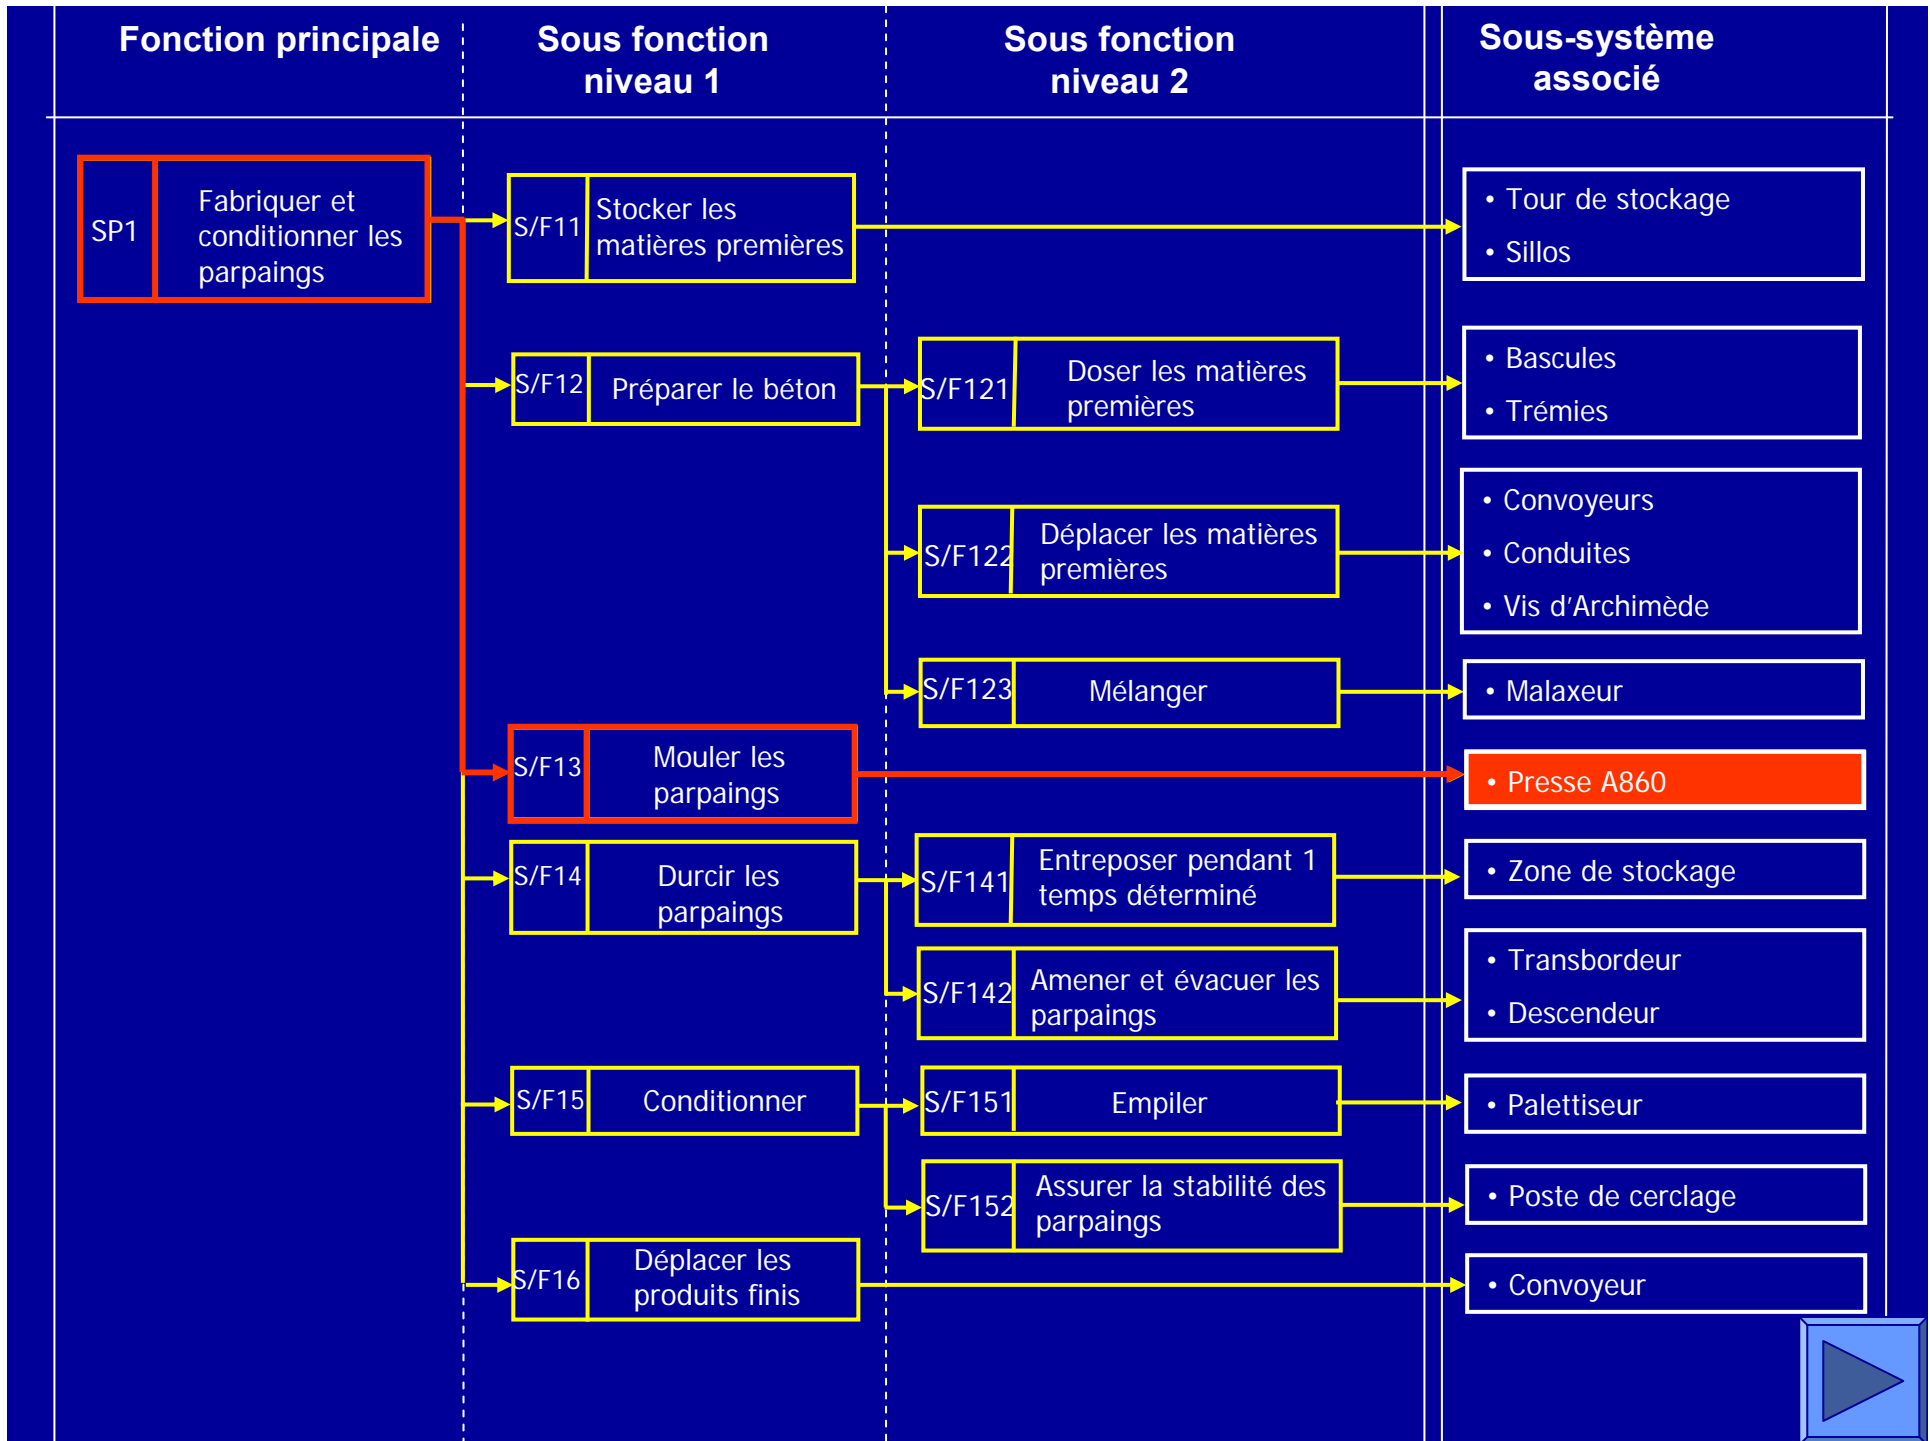 Fonction principale
Sous fonction
niveau 1
Sous fonction
niveau 2
Sous-système
associé
SP1
Fabriquer et
conditionner les
parpaings
S/F11
Stocker les
matières premières
• Tour de stockage
• Sillos
S/F12
Préparer le béton
S/F121
Doser les matières
premières
• Bascules
• Trémies
S/F122
Déplacer les matières
premières
• Convoyeurs
• Conduites
• Vis d'Archimède
S/F123
Mélanger
• Malaxeur
S/F13
Mouler les
parpaings
• Presse A860
S/F14
Durcir les
parpaings
S/F141
Entreposer pendant 1
temps déterminé
• Zone de stockage
S/F142
Amener et évacuer les
parpaings
• Transbordeur
• Descendeur
S/F15
Conditionner
S/F151
Empiler
• Palettiseur
S/F152
Assurer la stabilité des
parpaings
• Poste de cerclage
S/F16
Déplacer les
produits finis
• Convoyeur